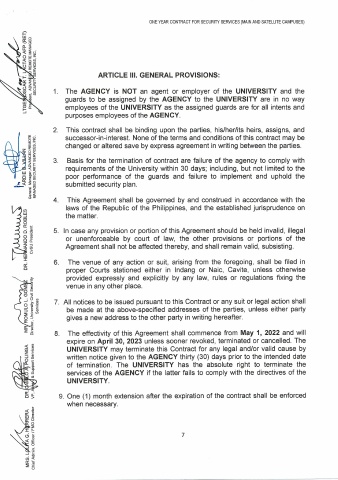 ONE YEAR CONTRACT FOR SECURITY SERVICES (MAIN AND SATELLITE CAMPUSES)
ARTICLE III. GENERAL PROVISIONS:
1. The AGENCY is NOT an agent or employer of the UNIVERSITY and the
guards to be assigned by the AGENCY to the UNIVERSITY are in no way
employees of the UNIVERSITY as the assigned guards are for all intents and
purposes employees of the AGENCY.
2. This contract shall be binding upon the parties, his/her/its heirs, assigns, and
successor-in-interest. None of the terms and conditions of this contract may be
changed or altered save by express agreement in writing between the parties.
3. Basis for the termination of contract are failure of the agency to comply with
requirements of the University within 30 days; including, but not limited to the
poor performance of the guards and failure to implement and uphold the
submitted security plan.
4. This Agreement shall be governed by and construed in accordance with the
laws of the Republic of the Philippines, and the established jurisprudence on
the matter.
5. In case any provision or portion of this Agreement should be held invalid, illegal
or unenforceable by court of law, the other provisions or portions of the
Agreement shall not be affected thereby, and shall remain valid, subsisting.
6. The venue of any action or suit, arising from the foregoing, shall be filed in
proper Courts stationed either in Indang or Naic, Cavite, unless otherwise
provided expressly and explicitly by any law, rules or regulations fixing the
venue in any other place.
7. All notices to be issued pursuant to this Contract or any suit or legal action shall
be made at the above-specified addresses of the parties, unless either party
gives a new address to the other party in writing hereafter.
8. The effectivity of this Agreement shall commence from May 1, 2022 and will
expire on April 30, 2023 unless sooner revoked, terminated or cancelled. The
UNIVERSITY may terminate this Contract for any legal and/or valid cause by
written notice given to the AGENCY thirty (30) days prior to the intended date
of termination. The UNIVERSITY has the absolute right to terminate the
services of the AGENCY if the latter fails to comply with the directives of the
UNIVERSITY.
9. One (1) month extension after the expiration of the contract shall be enforced
when necessary.
7
DR. HERNANDO D. ROBLES
CvSU President
Director, University Civil Security
Services
VP, & Support Services
MRS. HERRERA
Chief Admin. Officer / FMO Director